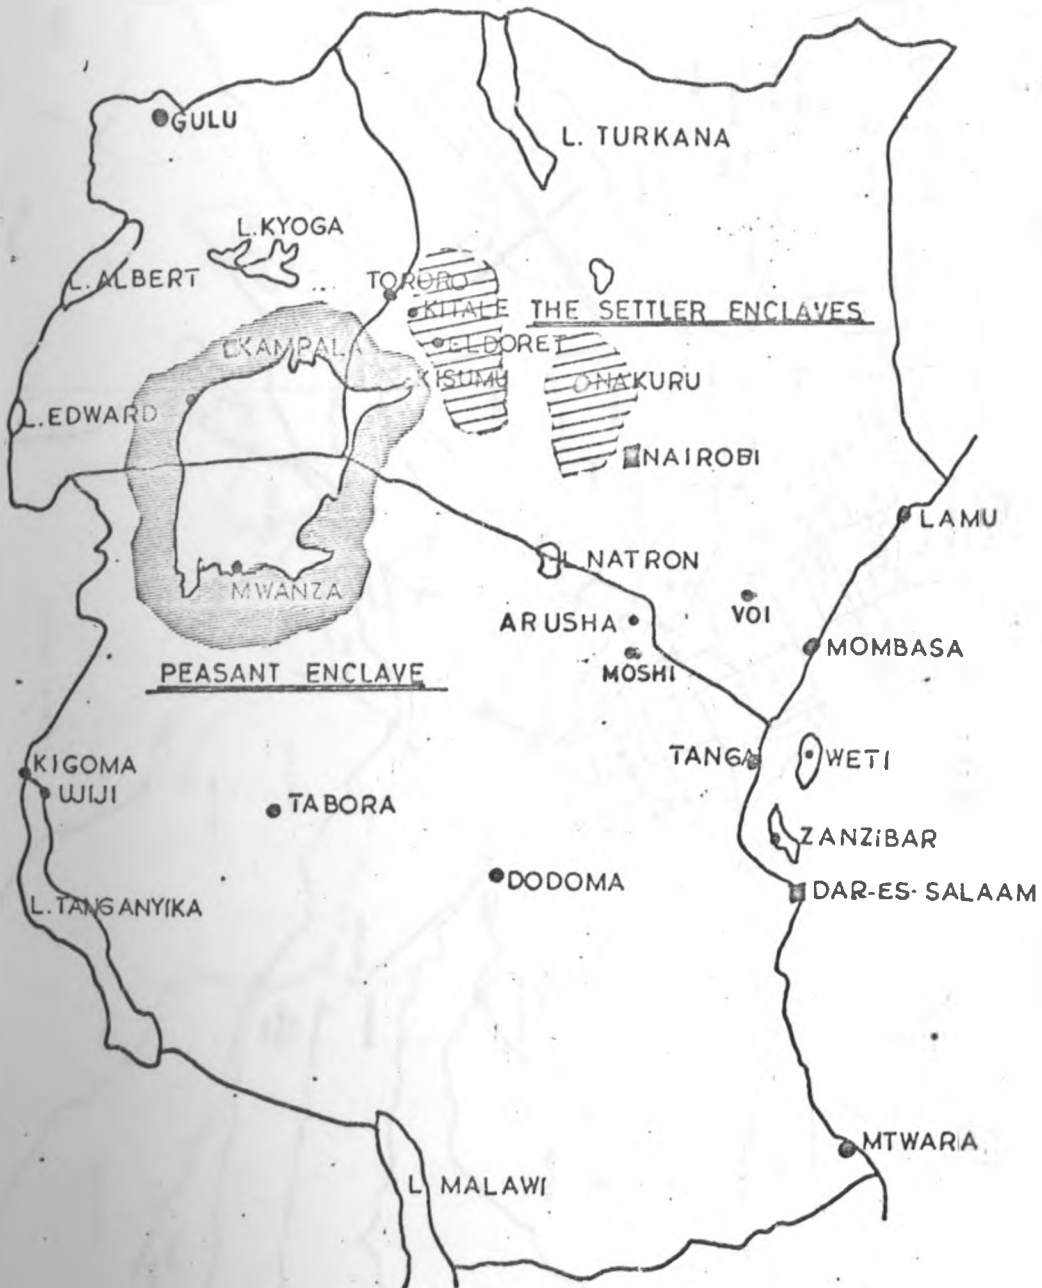 GULU
L. TURKANA
L.KYOGA
L. ALBERT
TORORO
KITALE
THE SETTLER ENCLAVES
KAMPALA
ELDORET
KISUMU
NAKURU
L. EDWARD
NAIROBI
LAMU
L. NATRON
MWANZA
VOI
ARUSHA
MOMBASA
MOSHI
PEASANT ENCLAVE
TANGA
WETI
KIGOMA
UJIJI
TABORA
ZANZIBAR
DODOMA
DAR-ES-SALAAM
L. TANGANYIKA
MTWARA
L. MALAWI